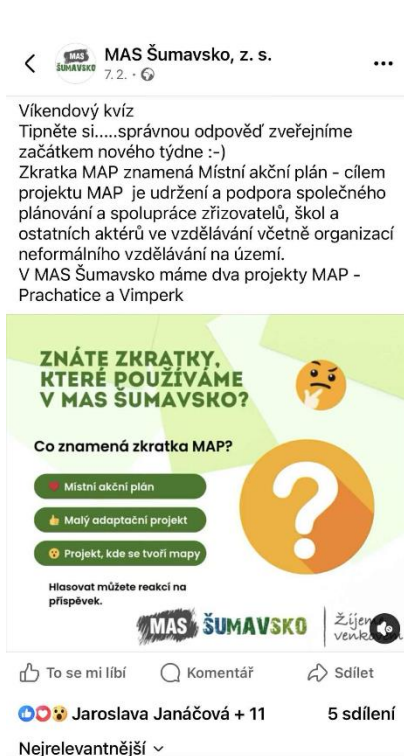 MAS Šumavsko, z. s.
7. 2.
MAS
ŠUMAVSKO
Víkendový kvíz
Tipněte si.....správnou odpověď zveřejníme
začátkem nového týdne :-)
Zkratka MAP znamená Místní akční plán - cílem
projektu MAP  je udržení a podpora společného
plánování a spolupráce zřizovatelů, škol a
ostatních aktérů ve vzdělávání včetně organizací
neformálního vzdělávání na území.
V MAS Šumavsko máme dva projekty MAP -
Prachatice a Vimperk
ZNÁTE ZKRATKY,
KTERÉ POUŽÍVÁME
V MAS ŠUMAVSKO?
Co znamená zkratka MAP?
Místní akční plán
Malý adaptační projekt
Projekt, kde se tvoří mapy
Hlasovat můžete reakcí na
příspěvek.
MAS ŠUMAVSKO
Žijeme
To se mi líbí
Komentář
Sdílet
Jaroslava Janáčová + 11
5 sdílení
Nejrelevantnější